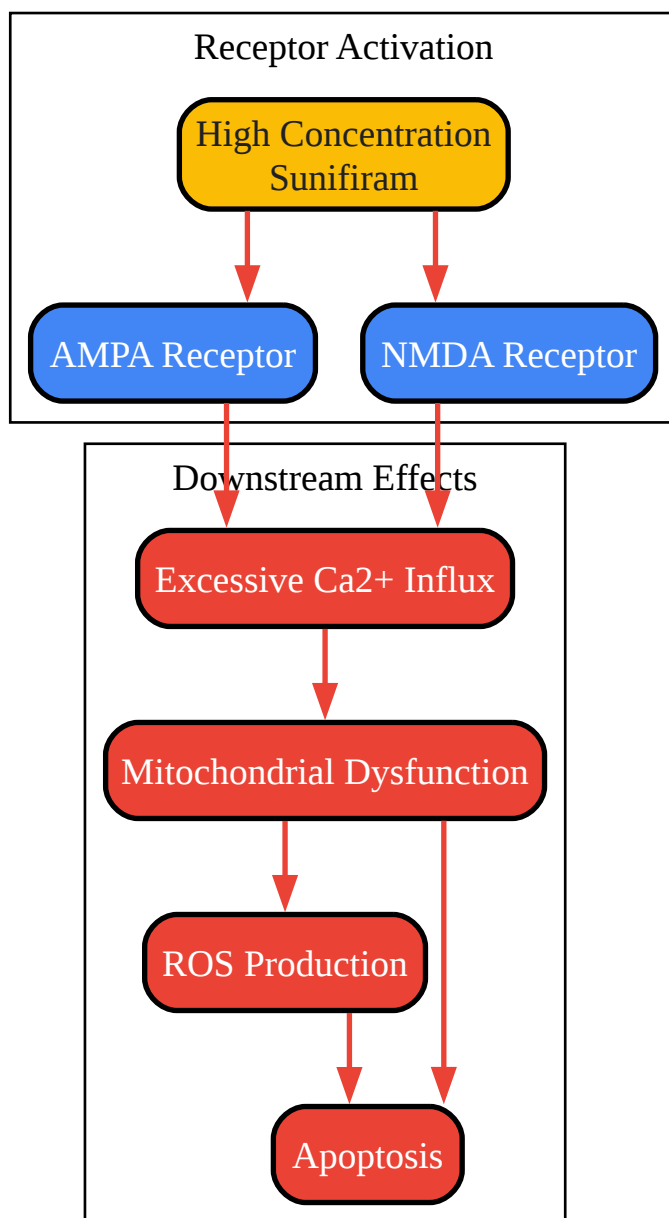 Receptor Activation
High Concentration
Sunifiram
AMPA Receptor
NMDA Receptor
Downstream Effects
Excessive Ca2+ Influx
Mitochondrial Dysfunction
ROS Production
Apoptosis